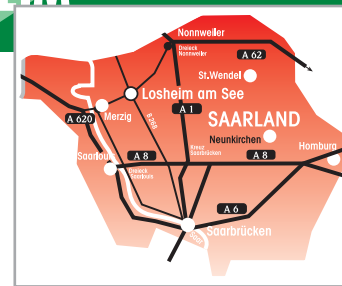 Nonnweiler
Dreieck
Nonnweiler
A 62
St.Wendel
Losheim am See
A 1
Merzig
A 620
B 268
SAARLAND
Neunkirchen
Kreuz
Saarbrücken
Homburg
Saarlouis
A 8
A 8
Dreieck
Saarlouis
A 6
Saarbrücken